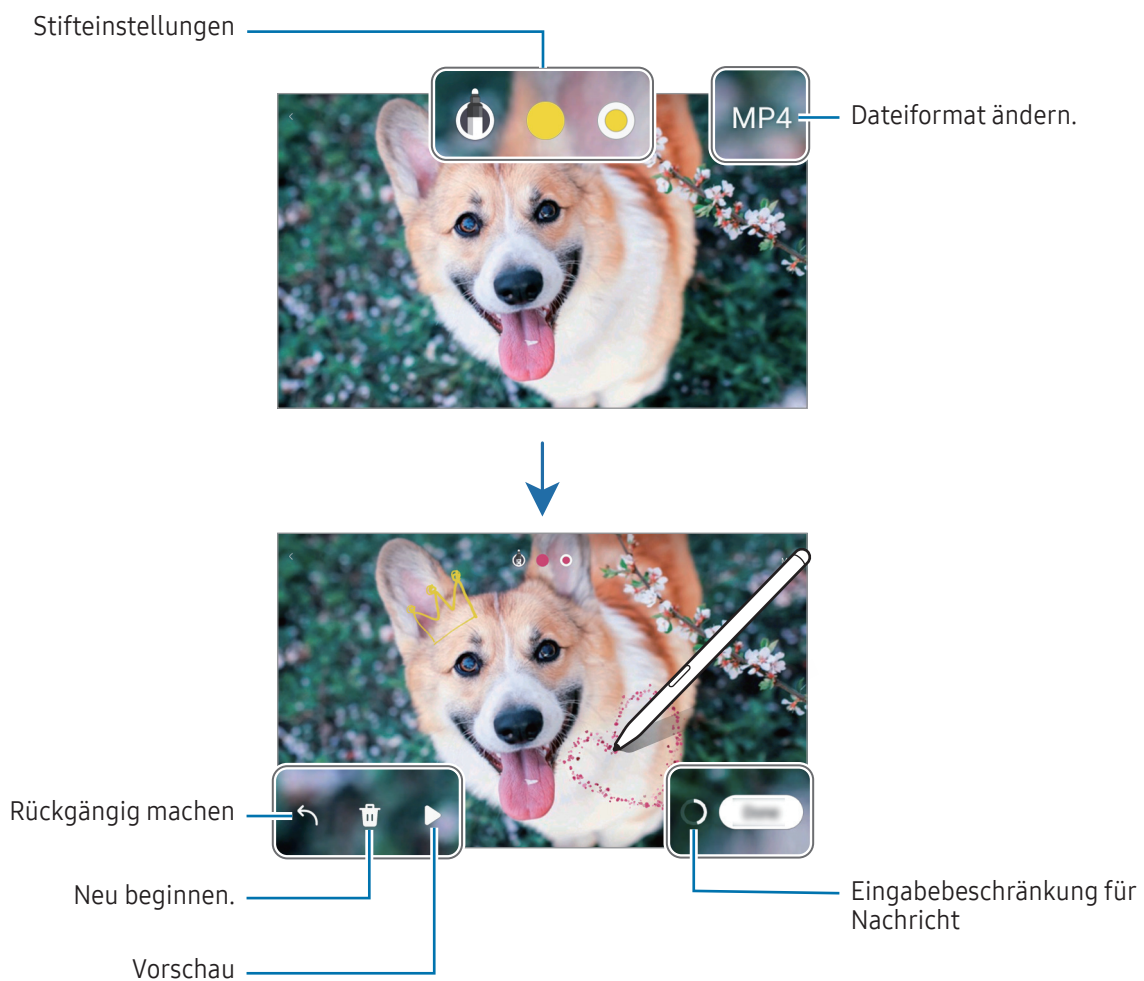 Stifteinstellungen
MP4
Dateiformat ändern.
Rückgängig machen
Neu beginnen.
Vorschau
Eingabebeschränkung für
Nachricht